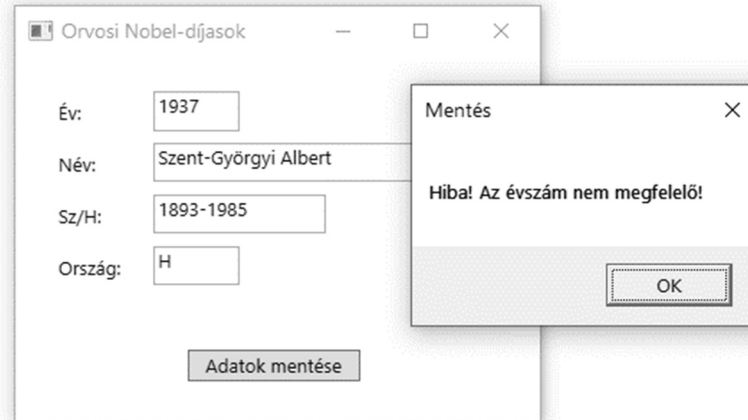 Orvosi Nobel-díjasok
Év:
1937
Név:
Szent-Györgyi Albert
Sz/H:
1893-1985
Ország:
H
Adatok mentése
Mentés
Hiba! Az évszám nem megfelelő!
OK